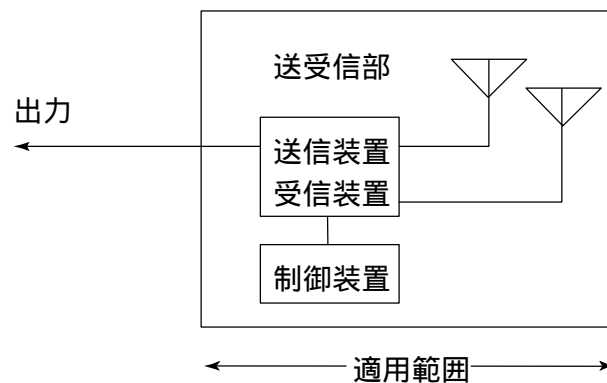 送受信部
出力
送信装置
受信装置
制御装置
適用範囲